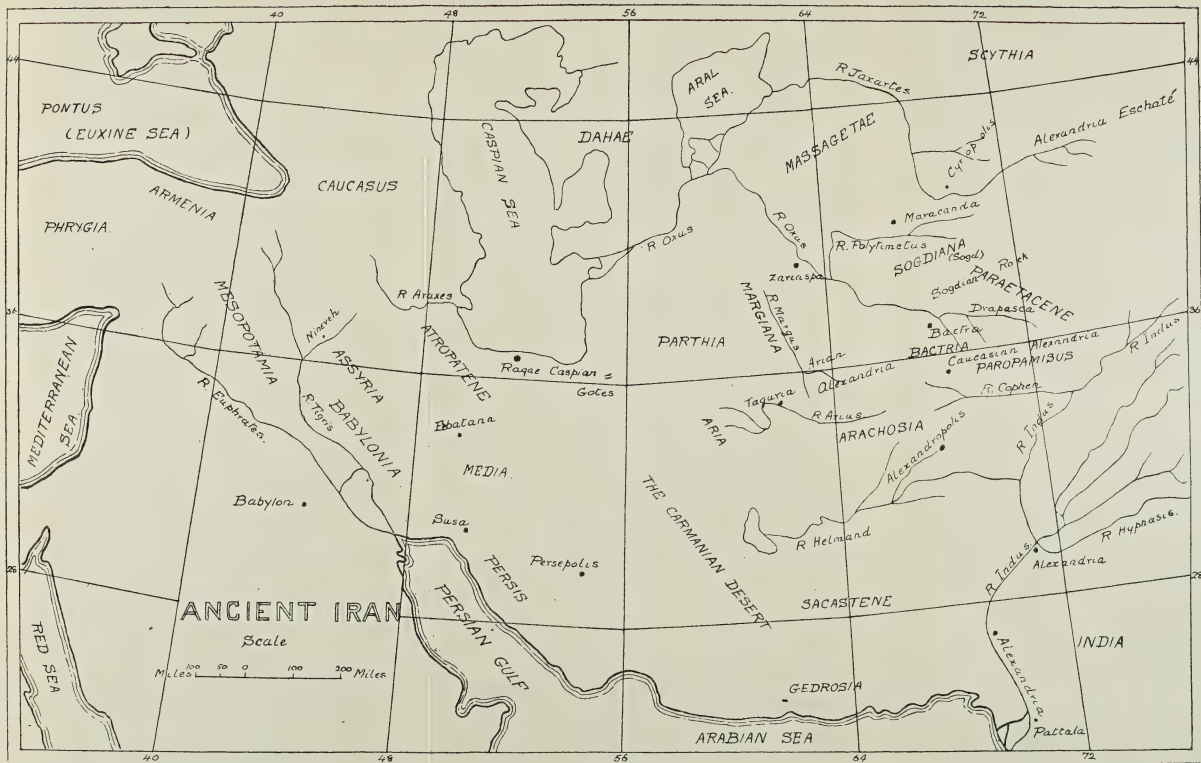 40
48
56
64
72
44
44
SCYTHIA
ARAL
SEA.
R Jaxartes
PONTUS
(EUXINE SEA)
CASPIAN SEA
DAHAE
MASSAGETAE
Cyropolis
Alexandria Eschaté
ARMENIA
CAUCASUS
PHRYGIA.
R Oxus
R Oxus
Maracanda
R. Polytimetus
SOGDIANA
(Sogd)
Sogdian Rock
PARAETACENE
Zariaspa
MESOPOTAMIA
R Araxes
MARGIANA
R. Margus
Drapasca
36
36
Nineveh
ASSYRIA
ATROPATENE
PARTHIA
Bactra
BACTRIA
Caucasian Alexandria
PAROPAMIBUS
R Indus
MEDITERRANEAN
SEA
Ragae Caspian =
Gates
Arian
Alexandria
R. Euphrates.
R. Tigris
BABYLONIA
Taguria
R Arius
R. Cophen
ARIA
ARACHOSIA
Alexandropolis
R Indus
Ebatana
MEDIA.
Babylon
THE CARMANIAN DESERT
Susa
R Helmand
R Hyphasis.
PERSIS
Persepolis
R Indus
Alexandria
28
28
ANCIENT IRAN
Scale
Miles 100 50 0 100 200 Miles
PERSIAN GULF
SACASTENE
RED SEA
INDIA
Alexandria
GEDROSIA
ARABIAN SEA
Pattala
40
48
56
64
72